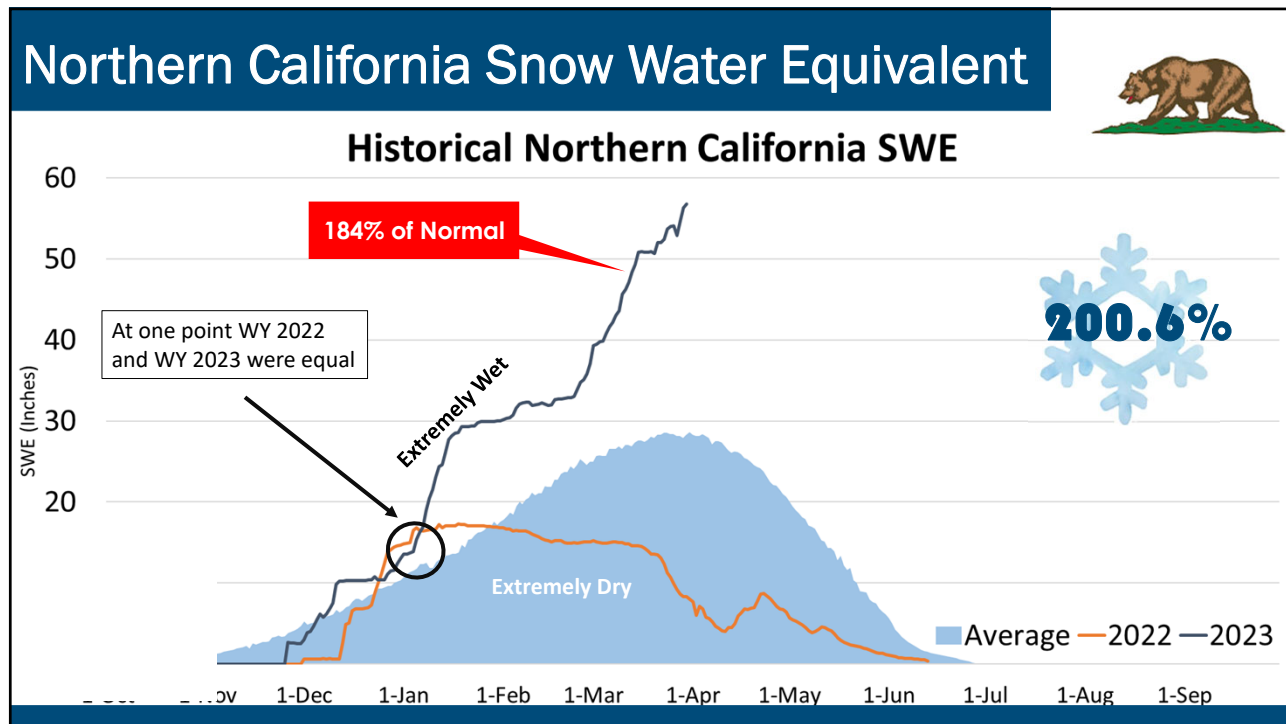 Northern California Snow Water Equivalent
Historical Northern California SWE
60
50
40
30
20
SWE (Inches)
184% of Normal
At one point WY 2022
and WY 2023 were equal
Extremely Wet
Extremely Dry
200.6%
Average
2022
2023
1-Dec
1-Jan
1-Feb
1-Mar
1-Apr
1-May
1-Jun
1-Jul
1-Aug
1-Sep